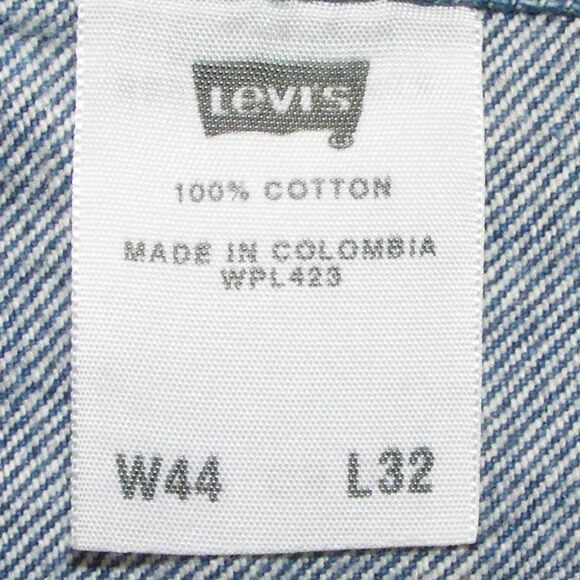 Levi's ®
100% COTTON
MADE IN COLOMBIA
WPL423
W44 L32